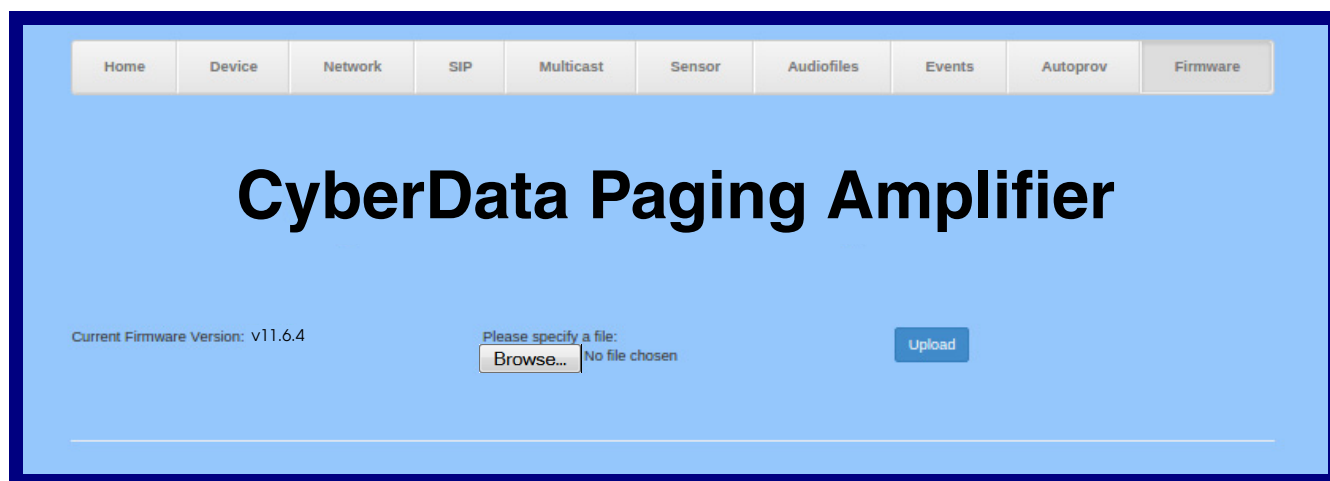 Home Device Network SIP Multicast Sensor Audiofiles Events Autoprov Firmware
CyberData Paging Amplifier
Current Firmware Version: v11.6.4
Please specify a file:
Browse... No file chosen
Upload